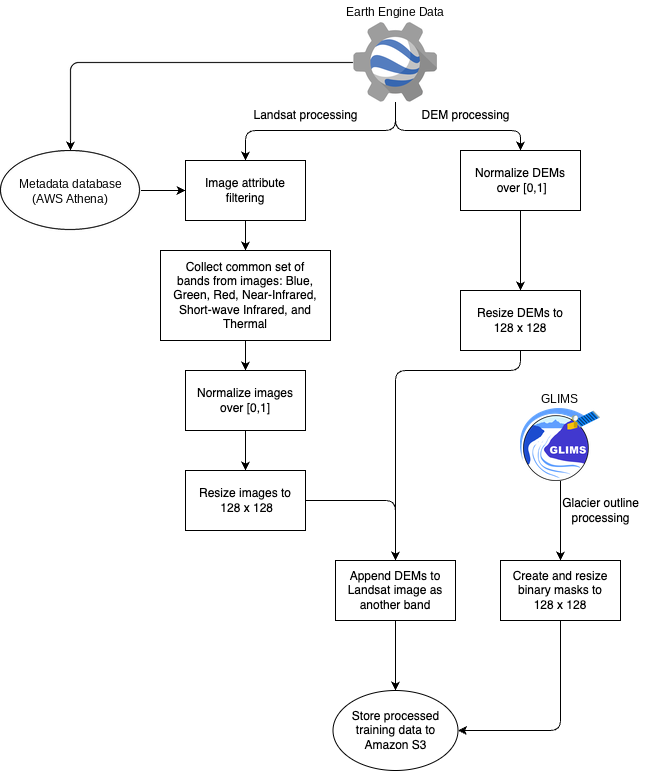 Earth Engine Data
Landsat processing
DEM processing
Metadata database
(AWS Athena)
Image attribute
filtering
Normalize DEMs
over [0,1]
Collect common set of
bands from images: Blue,
Green, Red, Near-Infrared,
Short-wave Infrared, and
Thermal
Resize DEMs to
128 x 128
Normalize images
over [0,1]
GLIMS
GLIMS
Resize images to
128 x 128
Glacier outline
processing
Append DEMs to
Landsat image as
another band
Create and resize
binary masks to
128 x 128
Store processed
training data to
Amazon S3